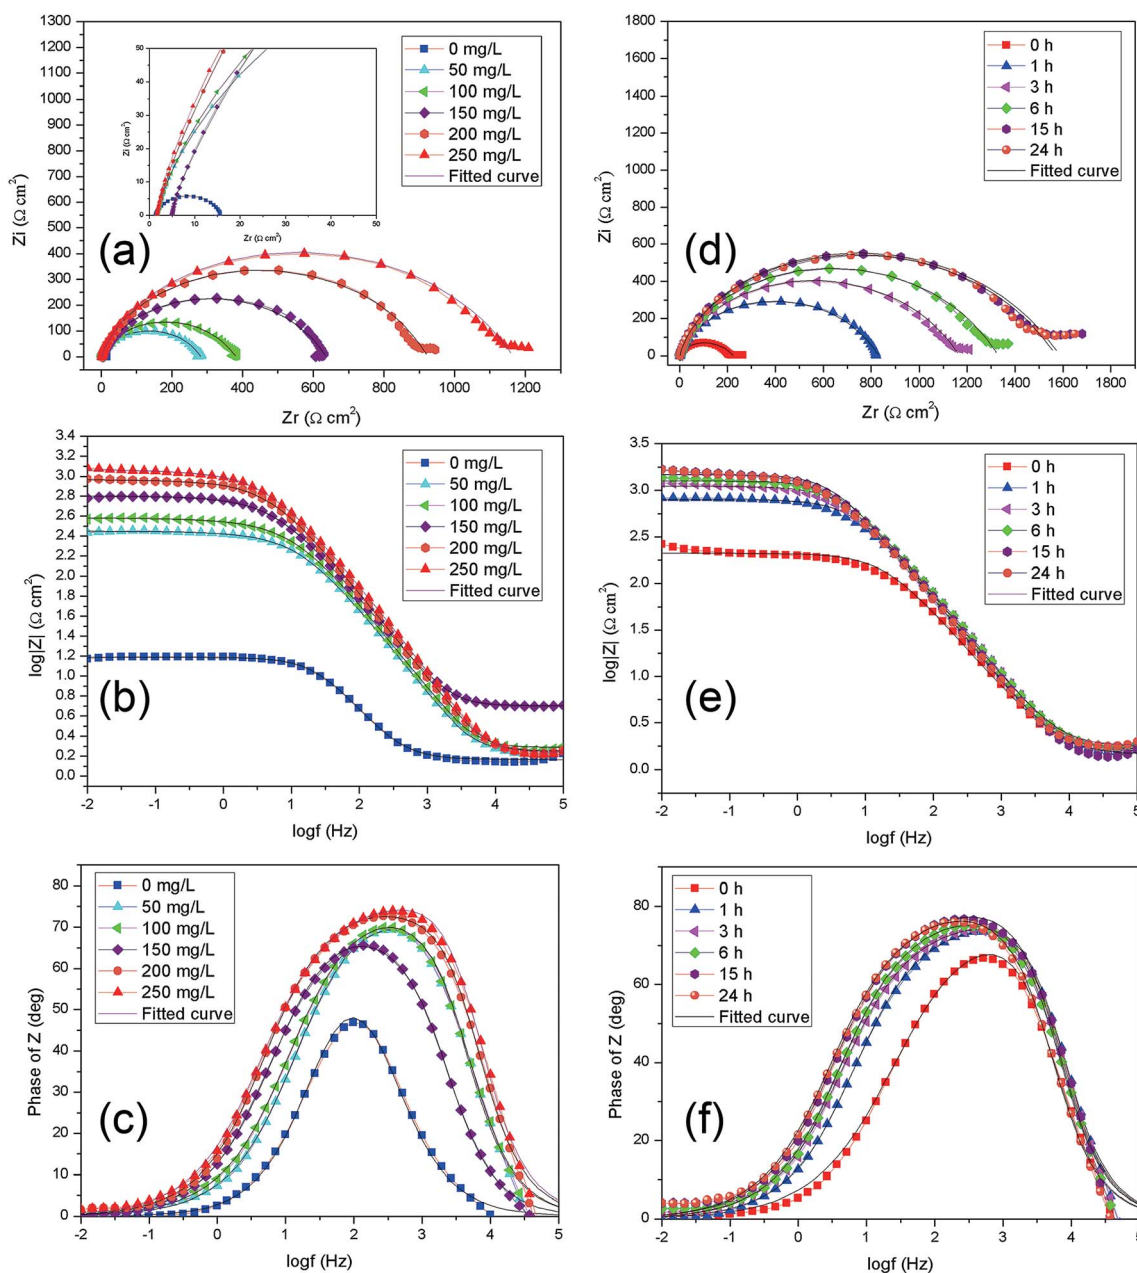 1300
1200
1100
1000
900
800
700
600
500
400
300
200
100
0
Zi (Ω cm²)
0 200 400 600 800 1000 1200
Zr (Ω cm²)
50
40
30
20
10
0
Zi (Ω cm²)
0 10 20 30 40 50
Zr (Ω cm²)
0 mg/L
50 mg/L
100 mg/L
150 mg/L
200 mg/L
250 mg/L
Fitted curve
(a)
1800
1650
1500
1350
1200
1050
900
750
600
450
300
150
0
Zi (Ω cm²)
0 200 400 600 800 1000 1200 1400 1600 1800
Zr (Ω cm²)
0 h
1 h
3 h
6 h
15 h
24 h
Fitted curve
(d)
3.4
3.2
3.0
2.8
2.6
2.4
2.2
2.0
1.8
1.6
1.4
1.2
1.0
0.8
0.6
0.4
0.2
0.0
log|Z| (Ω cm²)
-2 -1 0 1 2 3 4 5
logf (Hz)
0 mg/L
50 mg/L
100 mg/L
150 mg/L
200 mg/L
250 mg/L
Fitted curve
(b)
3.5
3.0
2.5
2.0
1.5
1.0
0.5
0.0
log|Z| (Ω cm²)
-2 -1 0 1 2 3 4 5
logf (Hz)
0 h
1 h
3 h
6 h
15 h
24 h
Fitted curve
(e)
80
70
60
50
40
30
20
10
0
Phase of Z (deg)
-2 -1 0 1 2 3 4 5
logf (Hz)
0 mg/L
50 mg/L
100 mg/L
150 mg/L
200 mg/L
250 mg/L
Fitted curve
(c)
80
60
40
20
0
Phase of Z (deg)
-2 -1 0 1 2 3 4 5
logf (Hz)
0 h
1 h
3 h
6 h
15 h
24 h
Fitted curve
(f)